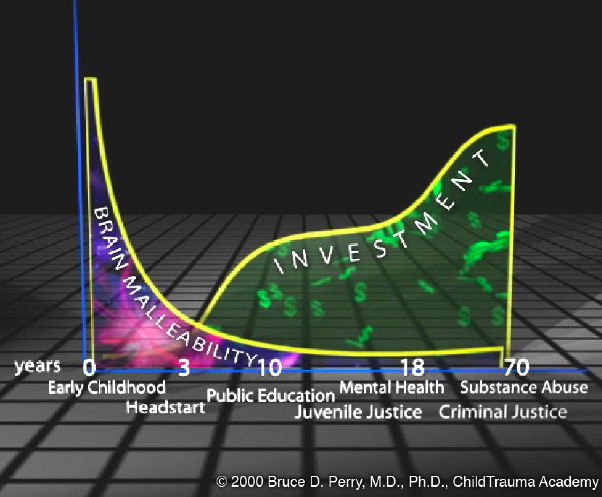 BRAIN MALLEABILITY
INVESTMENT
years 0 3 10 18 70
Early Childhood
Headstart
Public Education
Juvenile Justice
Mental Health
Criminal Justice
Substance Abuse
© 2000 Bruce D. Perry, M.D., Ph.D., ChildTrauma Academy